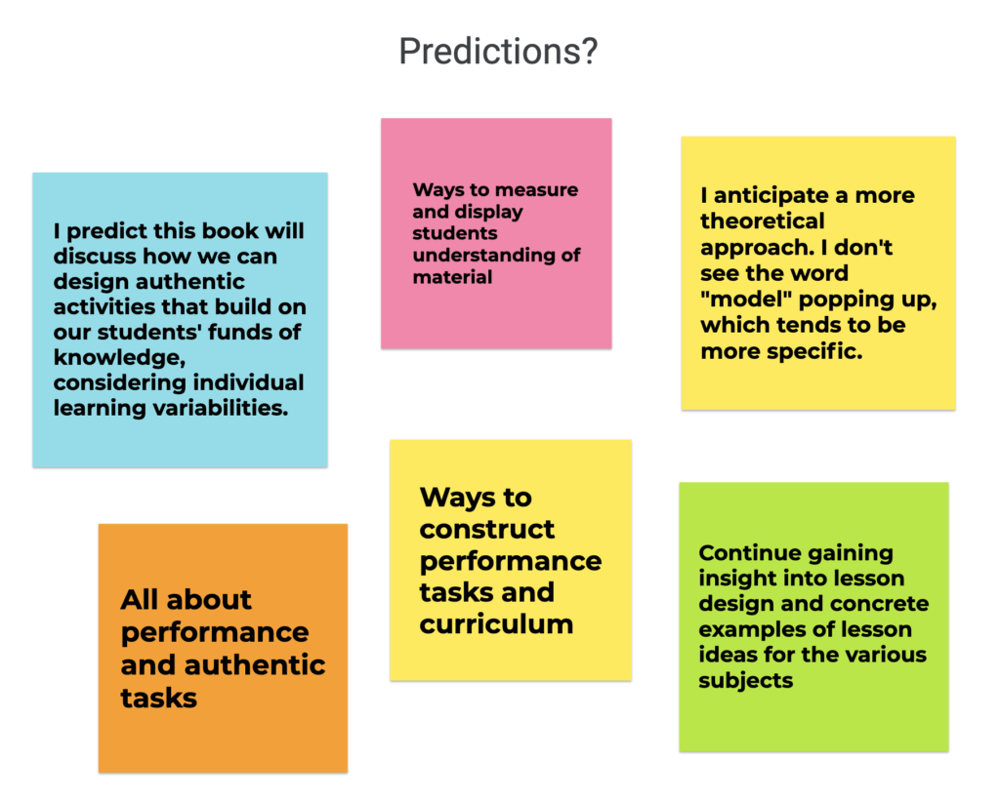 Predictions?
I predict this book will
discuss how we can
design authentic
activities that build on
our students' funds of
knowledge,
considering individual
learning variabilities.
Ways to measure
and display
students
understanding of
material
I anticipate a more
theoretical
approach. I don't
see the word
"model" popping up,
which tends to be
more specific.
All about
performance
and authentic
tasks
Ways to
construct
performance
tasks and
curriculum
Continue gaining
insight into lesson
design and concrete
examples of lesson
ideas for the various
subjects